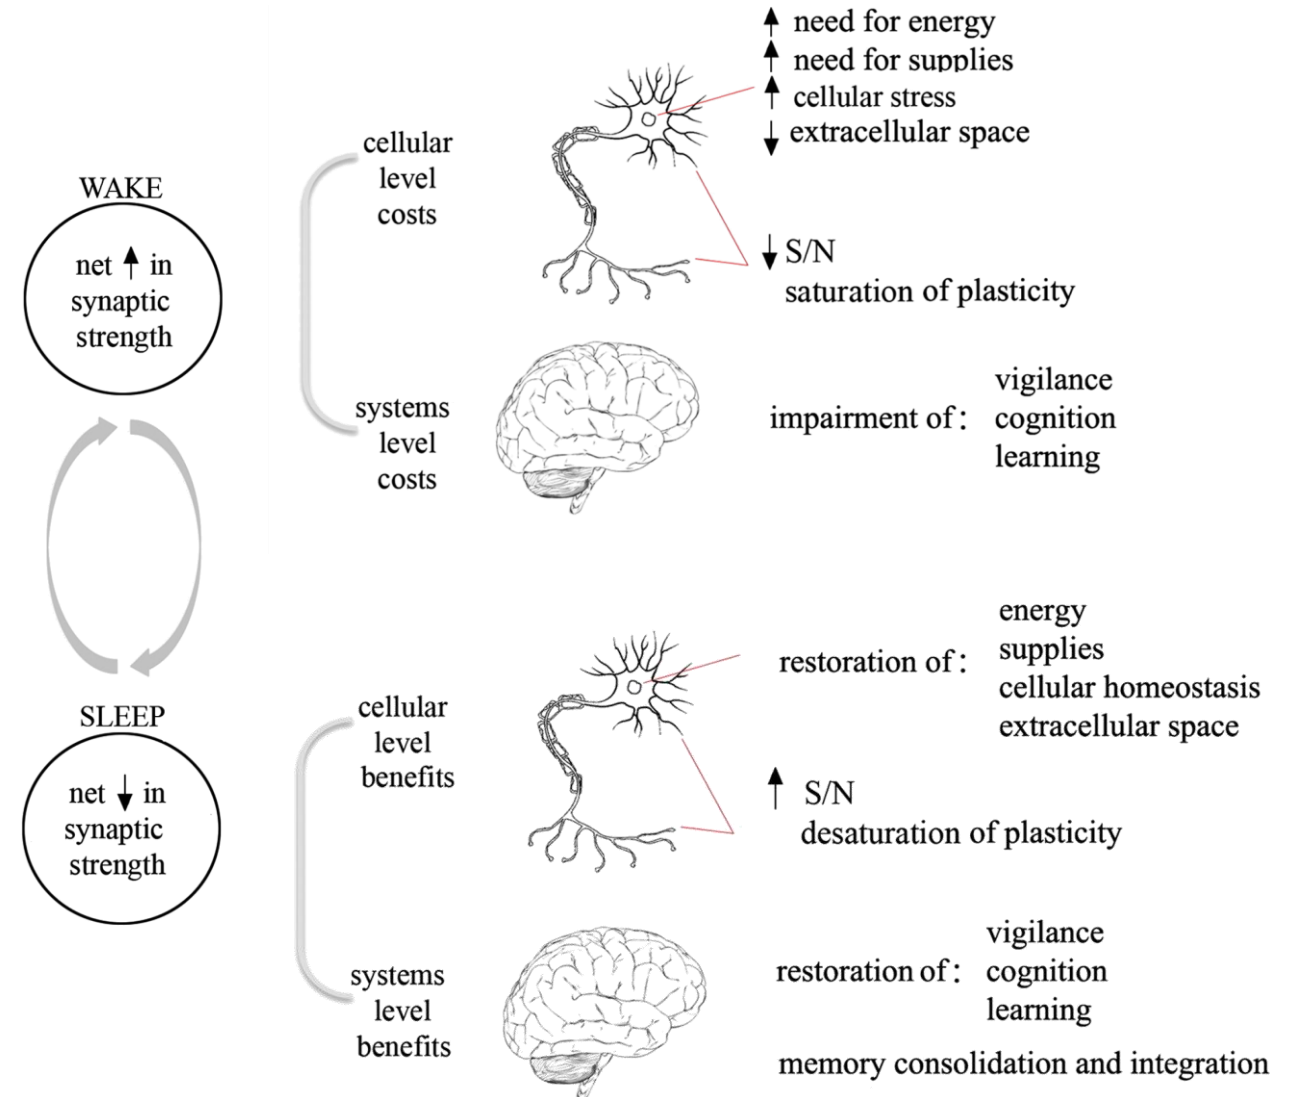 WAKE
net ↑ in
synaptic
strength
cellular
level
costs
↑ need for energy
↑ need for supplies
↑ cellular stress
↓ extracellular space
↓ S/N
saturation of plasticity
systems
level
costs
impairment of:
vigilance
cognition
learning
SLEEP
net ↓ in
synaptic
strength
cellular
level
benefits
restoration of:
energy
supplies
cellular homeostasis
extracellular space
↑ S/N
desaturation of plasticity
systems
level
benefits
restoration of:
vigilance
cognition
learning
memory consolidation and integration